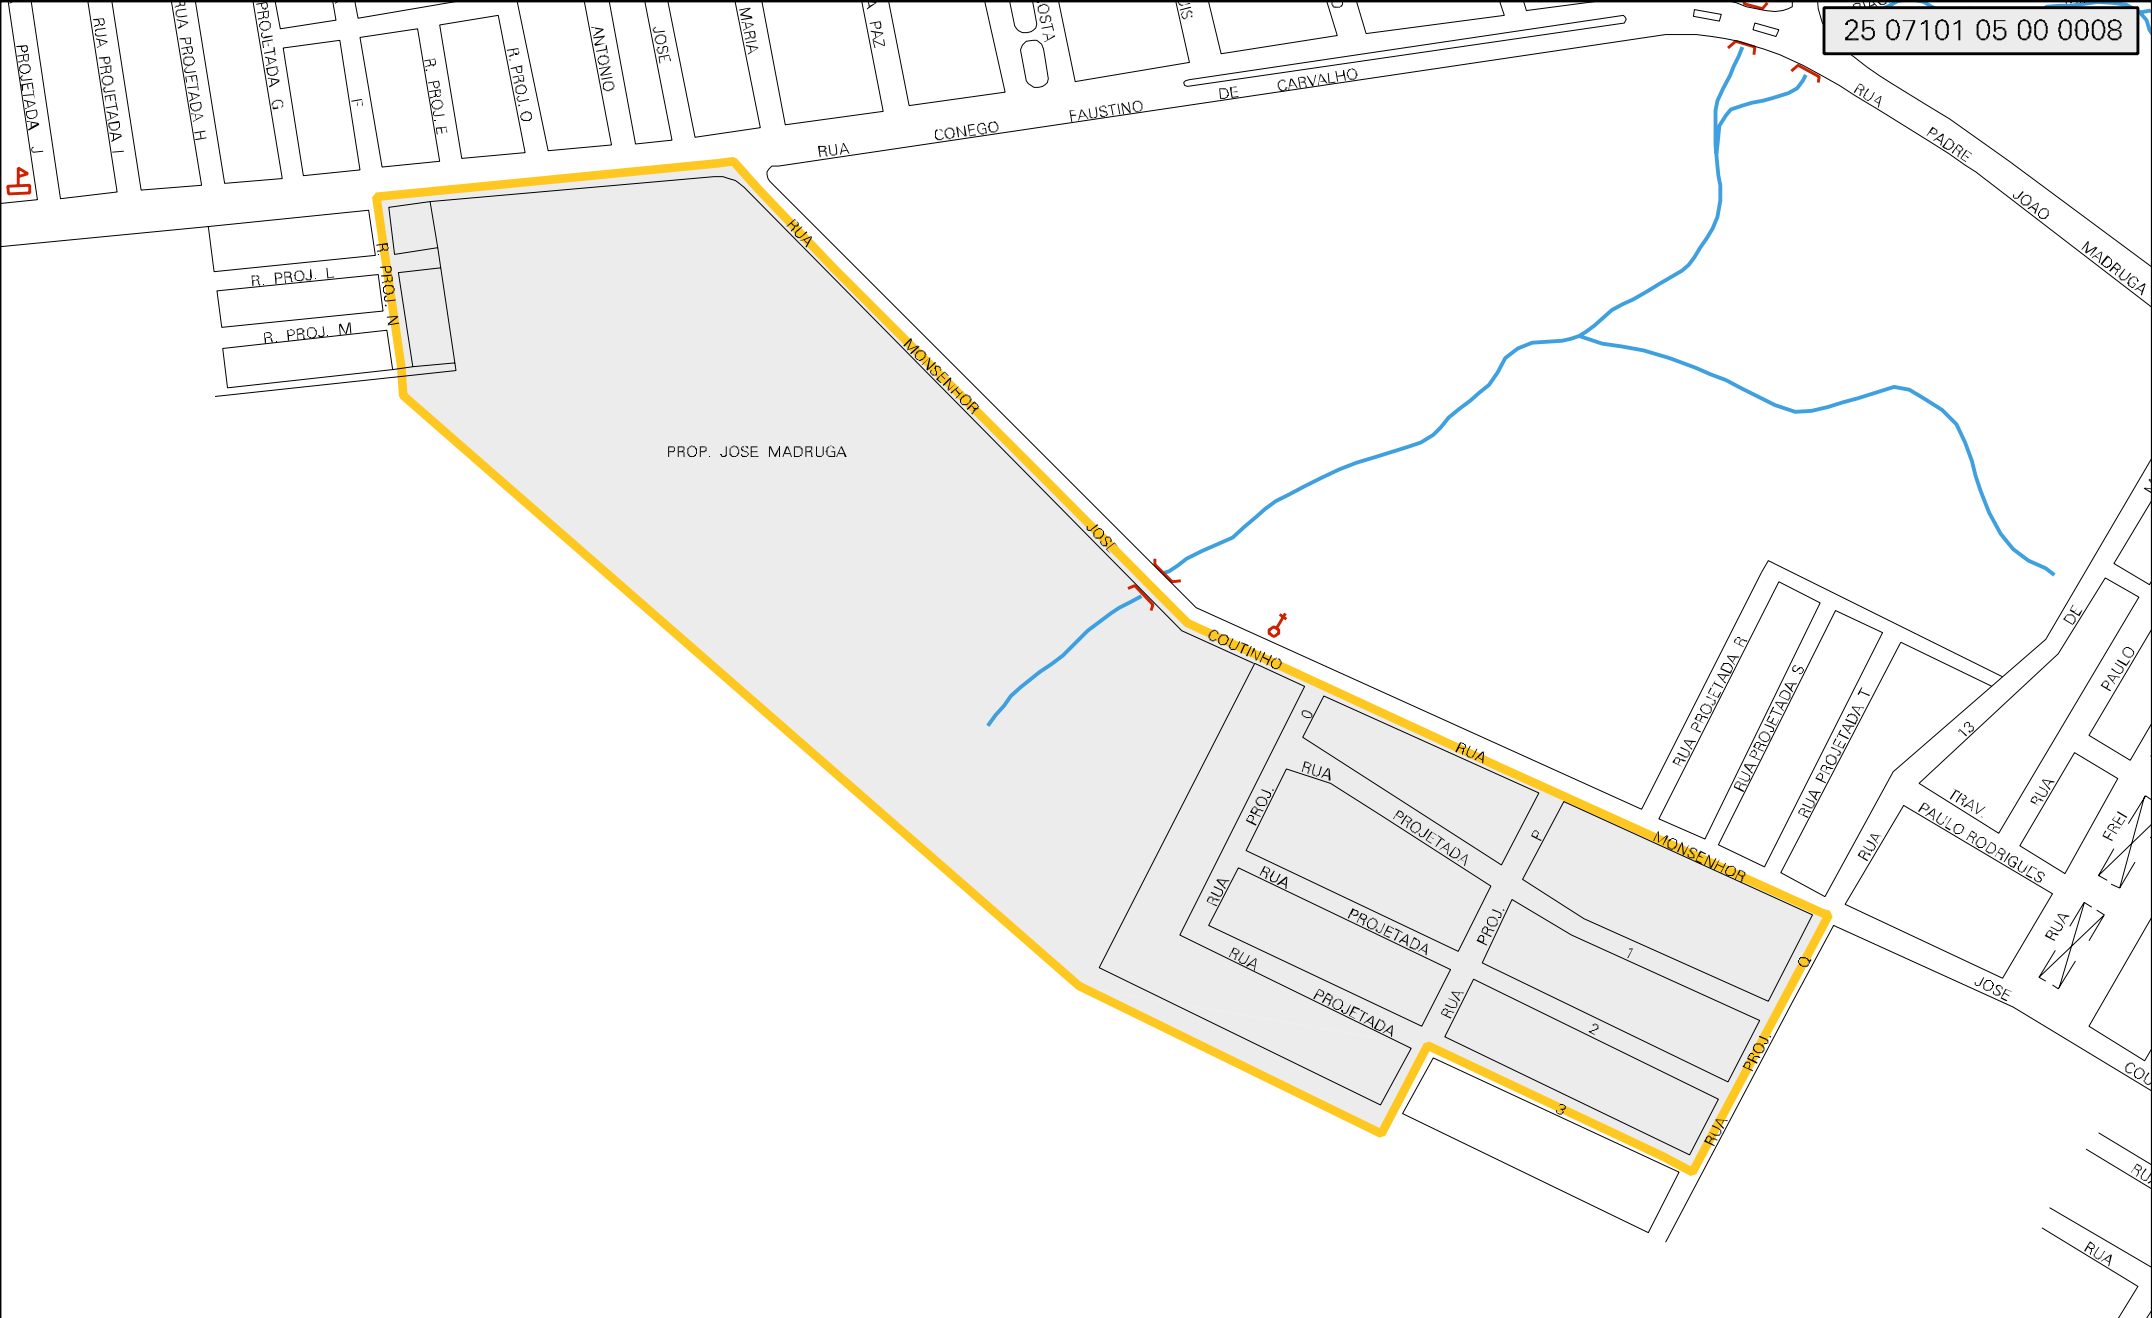 25 07101 05 00 0008
PROJETADA J
RUA PROJETADA I
RUA PROJETADA H
PROJETADA G
F
R. PROJ. E
R. PROJ. O
ANTONIO
JOSE
MARIA
A PAZ
OSTA
RUA CONEGO FAUSTINO DE CARVALHO
RUA PADRE JOAO MADRUGA
R. PROJ. L
R. PROJ. M
R. PROJ. N
PROP. JOSE MADRUGA
RUA MONSENHOR JOSE COUTINHO
RUA MONSENHOR JOSE COU
RUA PROJ. O
RUA PROJETADA 1
RUA PROJETADA 2
RUA PROJETADA 3
RUA PROJ. P
RUA PROJ. Q
RUA PROJETADA R
RUA PROJETADA S
RUA PROJETADA T
RUA 13 DE
TRAV. PAULO RODRIGUES
RUA PAULO
RUA FREI
RUA
RUA